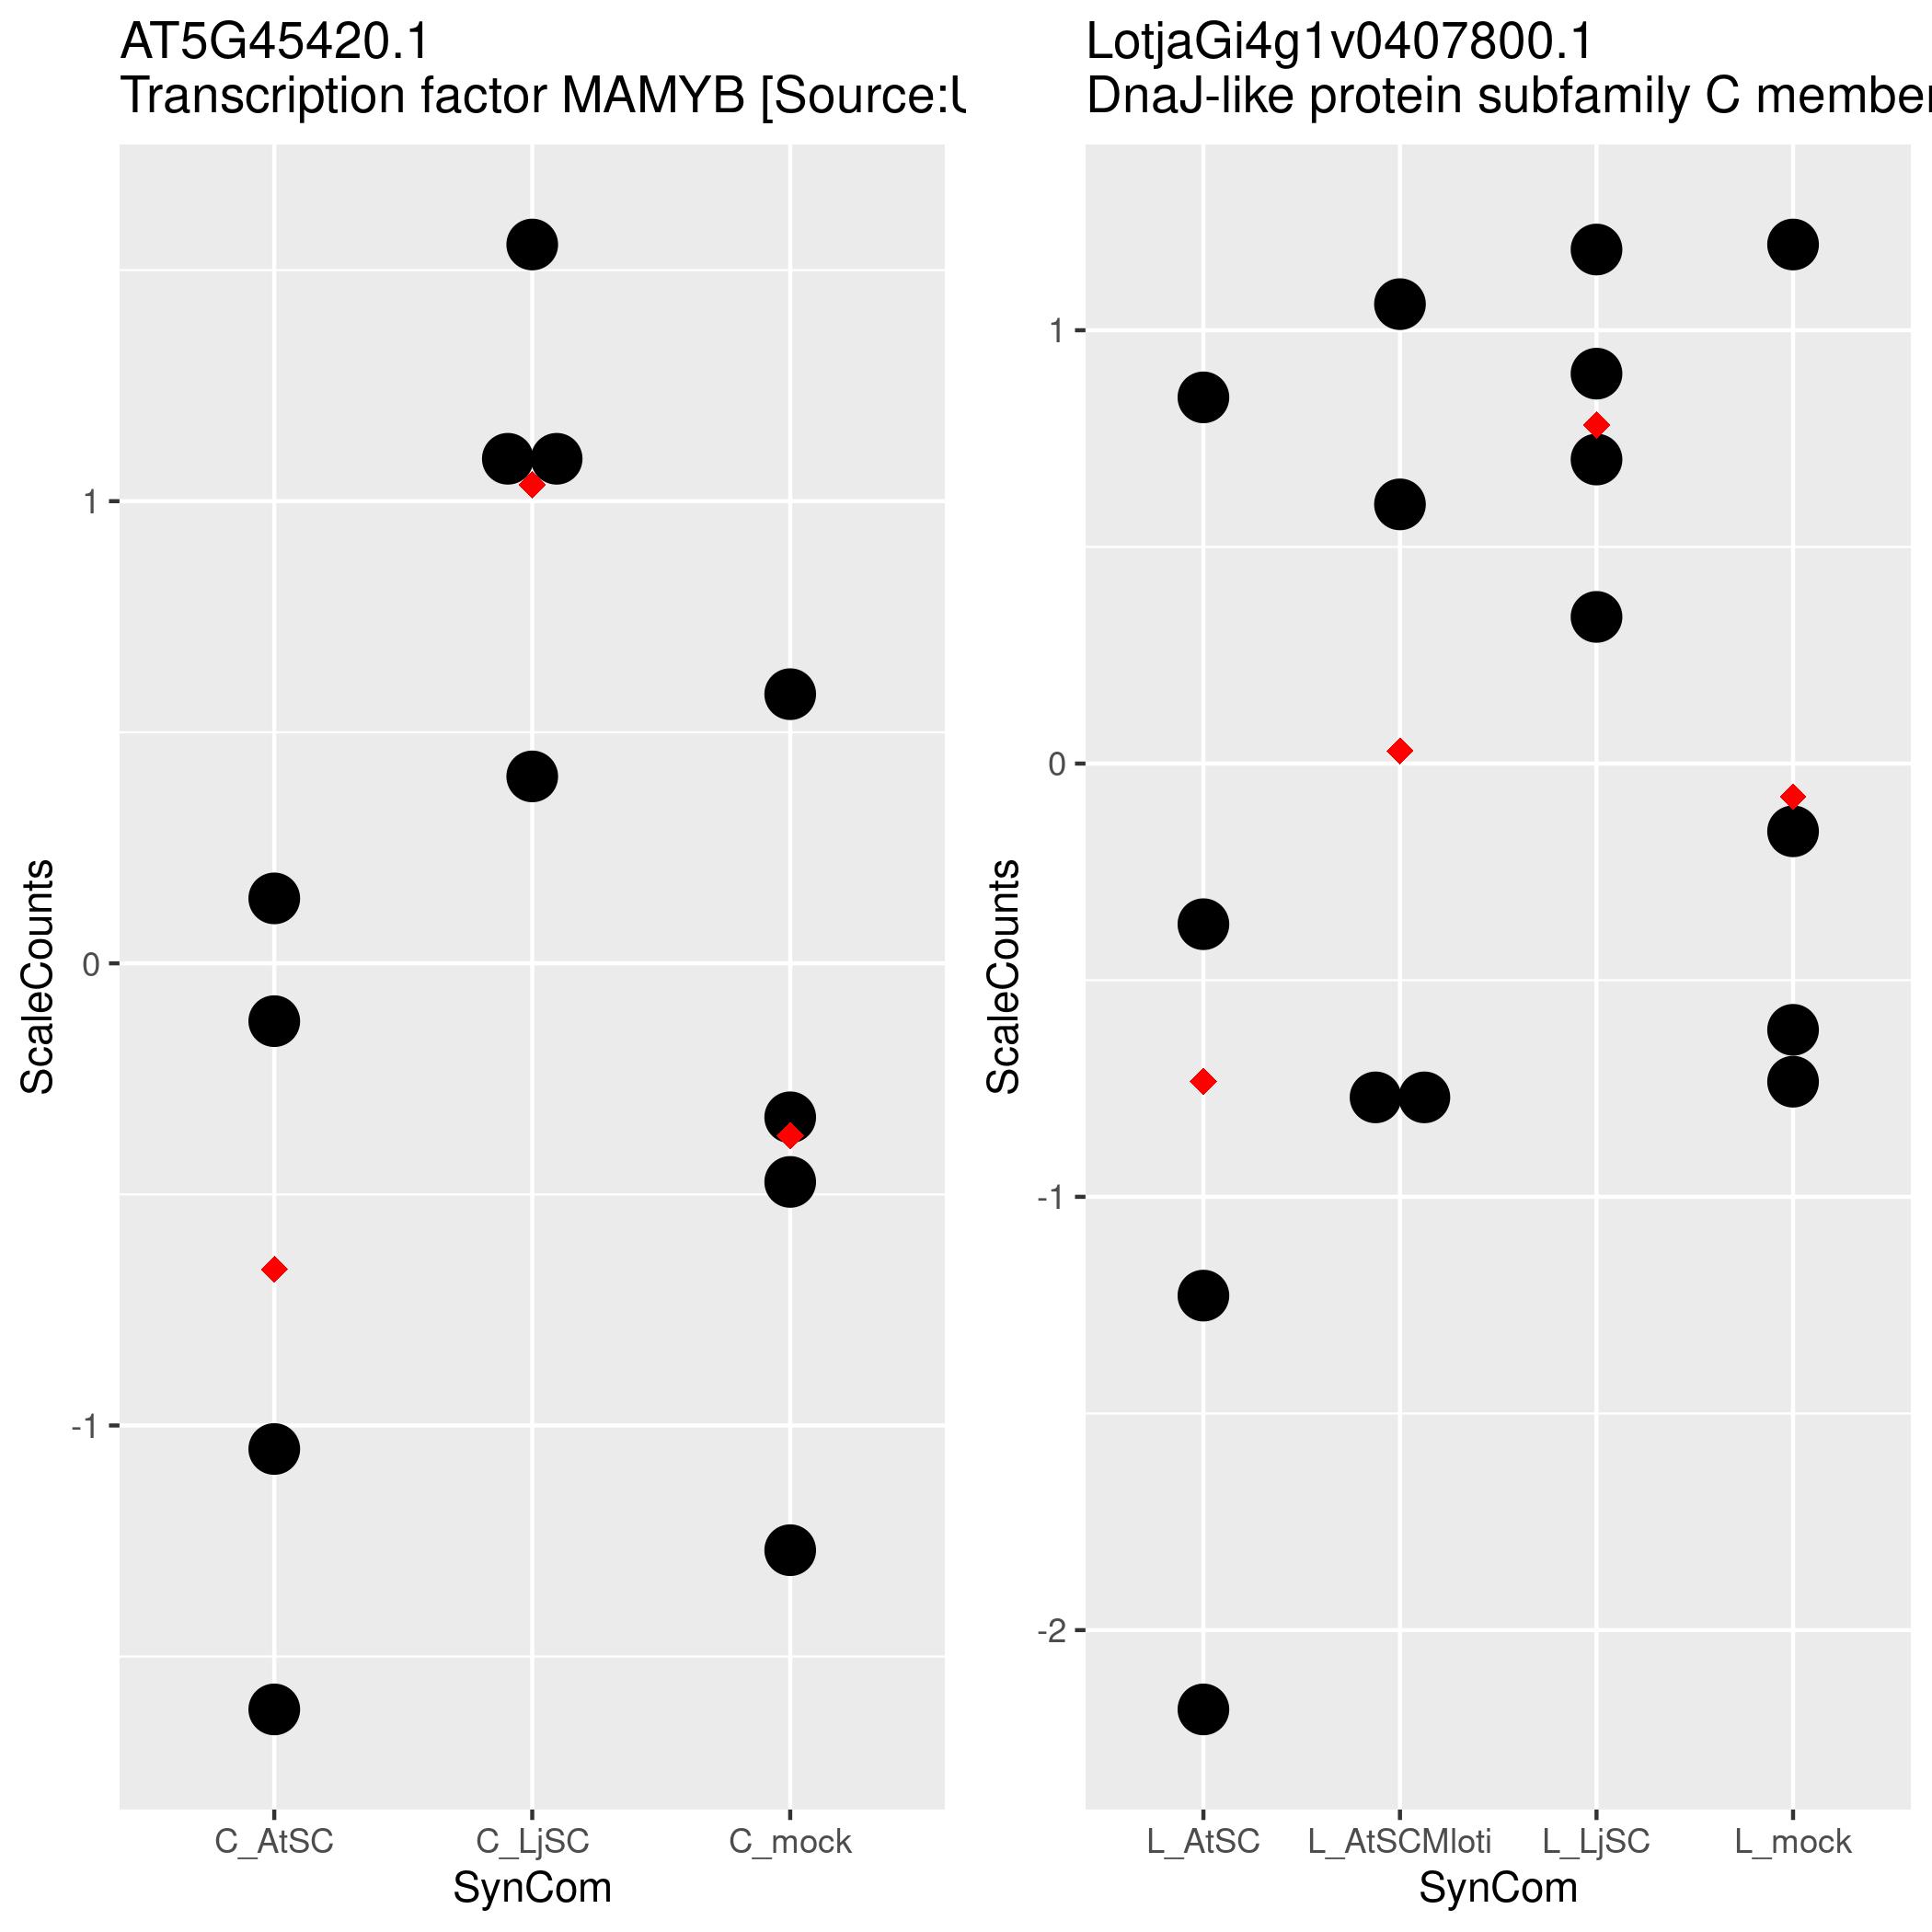 AT5G45420.1
Transcription factor MAMYB [Source:
ScaleCounts
1
0
-1
C_AtSC C_LjSC C_mock
SynCom
LotjaGi4g1v0407800.1
DnaJ-like protein subfamily C member
ScaleCounts
1
0
-1
-2
L_AtSC L_AtSCMloti L_LjSC L_mock
SynCom